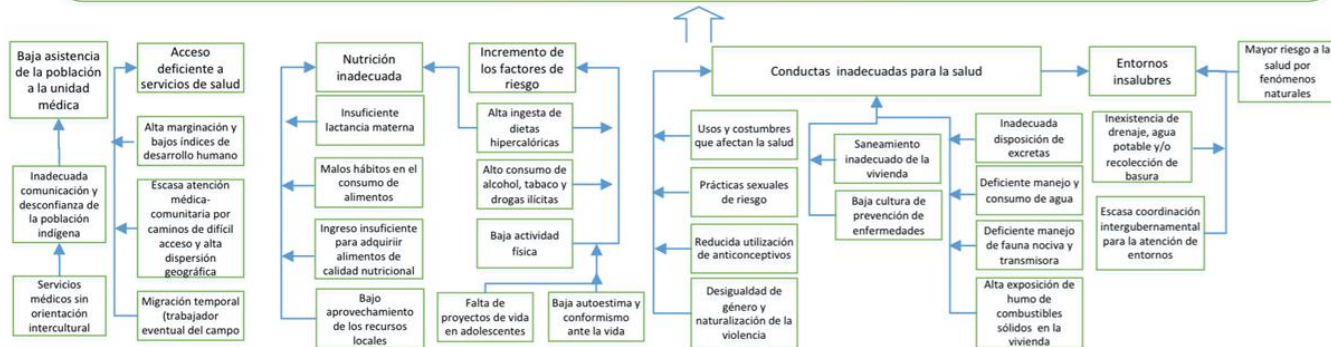 Baja asistencia
de la población
a la unidad
médica
Inadecuada
comunicación y
desconfianza de
la población
indígena
Servicios
médicos sin
orientación
intercultural
Acceso
deficiente a
servicios de salud
Alta marginación y
bajos índices de
desarrollo humano
Escasa atención
médica-
comunitaria por
caminos de difícil
acceso y alta
dispersión
geográfica
Migración temporal
(trabajador
eventual del campo
Nutrición
inadecuada
Insuficiente
lactancia materna
Malos hábitos en el
consumo de
alimentos
Ingreso insuficiente
para adquiriir
alimentos de
calidad nutricional
Bajo
aprovechamiento
de los recursos
locales
Incremento de
los factores de
riesgo
Alta ingesta de
dietas
hipercalóricas
Alto consumo de
alcohol, tabaco y
drogas ilícitas
Baja actividad
física
Falta de
proyectos de vida
en adolescentes
Baja autoestima y
conformismo
ante la vida
Conductas inadecuadas para la salud
Usos y costumbres
que afectan la salud
Prácticas sexuales
de riesgo
Reducida utilización
de anticonceptivos
Desigualdad de
género y
naturalización de la
violencia
Saneamiento
inadecuado de la
vivienda
Baja cultura de
prevención de
enfermedades
Inadecuada
disposición de
excretas
Deficiente manejo y
consumo de agua
Deficiente manejo
de fauna nociva y
transmisora
Alta exposición de
humo de
combustibles
sólidos en la
vivienda
Entornos
insalubres
Inexistencia de
drenaje, agua
potable y/o
recolección de
basura
Escasa coordinación
intergubernamental
para la atención de
entornos
Mayor riesgo a la
salud por
fenómenos
naturales